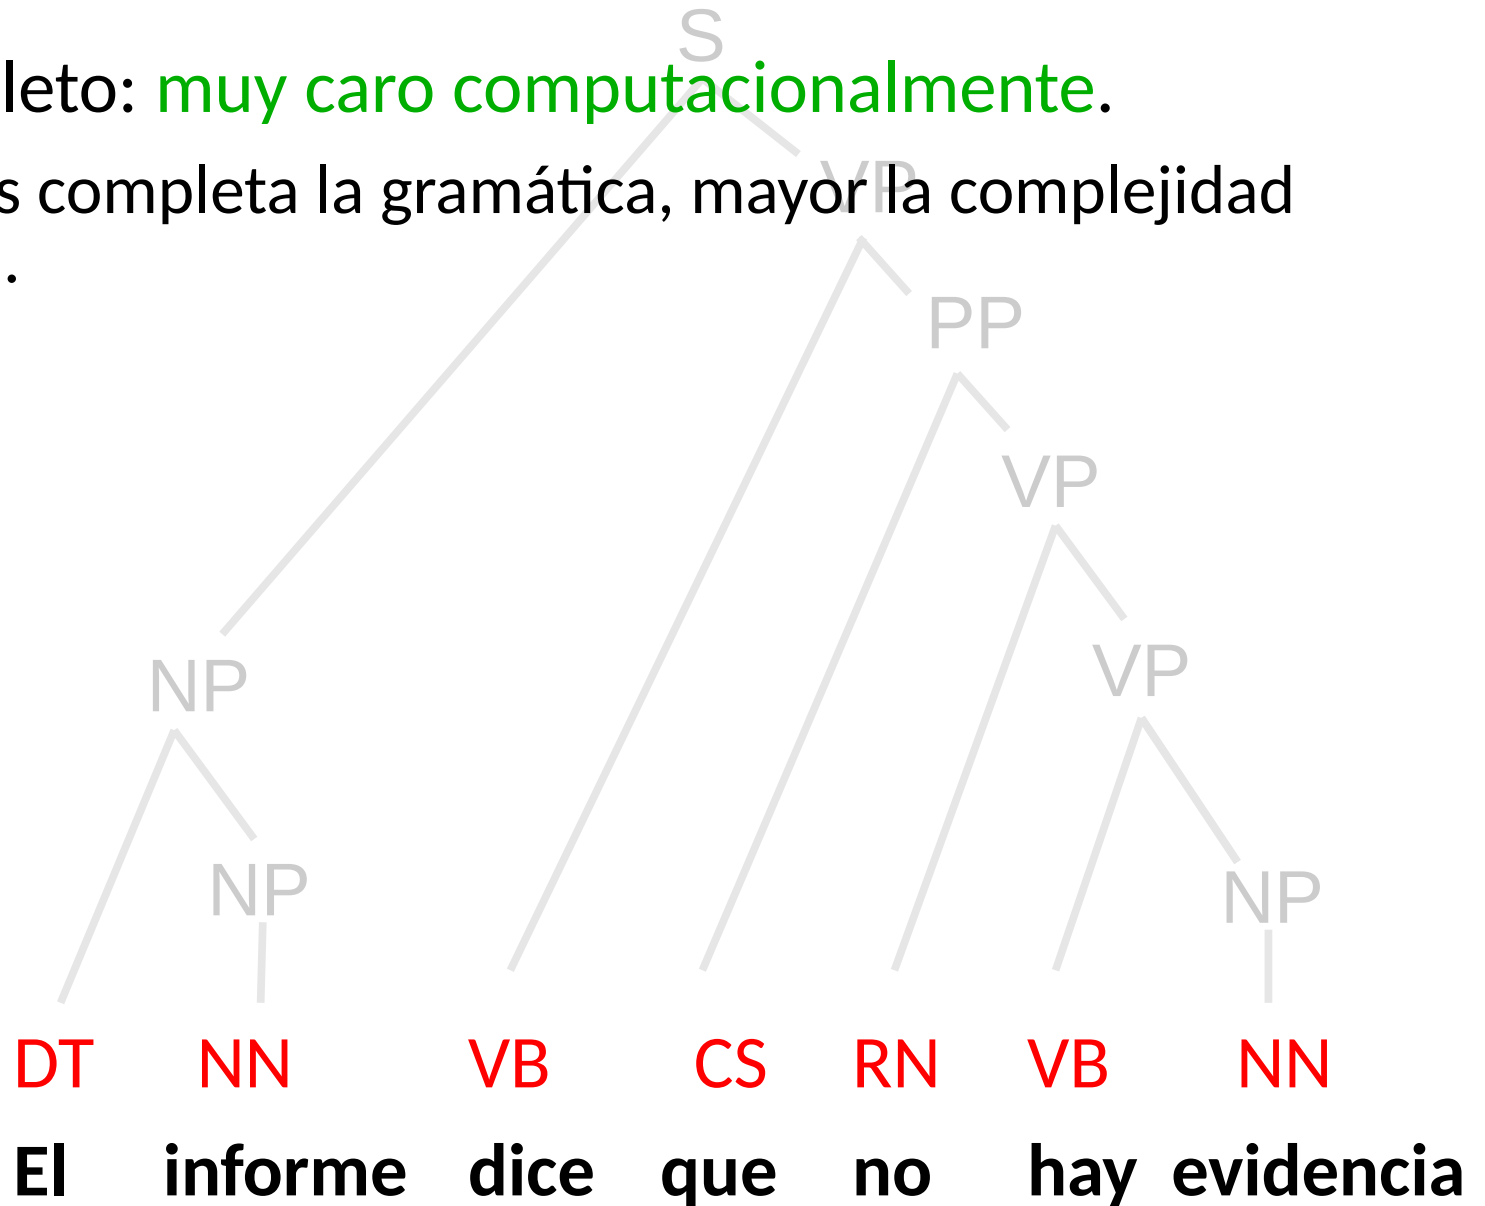 S
leto: muy caro computacionalmente.
VP
s completa la gramática, mayor la complejidad
.
PP
VP
VP
NP
NP
NP
DT NN VB CS RN VB NN
El informe dice que no hay evidencia